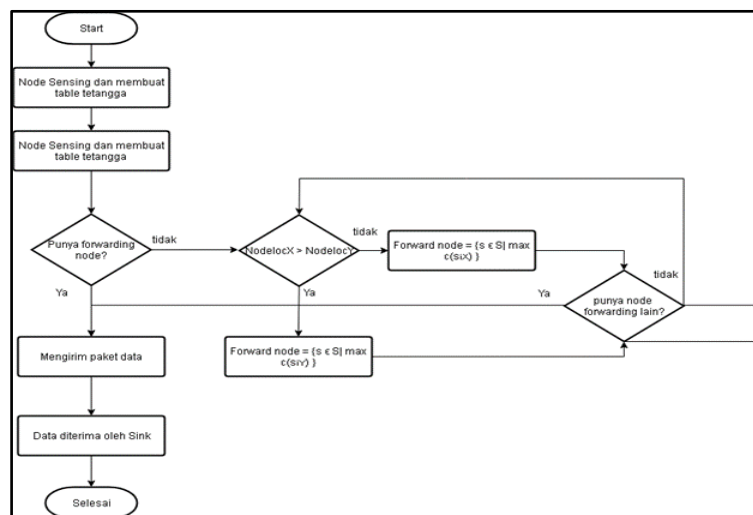 Start
Node Sensing dan membuat
table tetangga
Node Sensing dan membuat
table tetangga
Punya forwarding
node?
tidak
Ya
NodelocX > NodelocY
tidak
Ya
Forward node = {s є S| max
c(siX) }
Forward node = {s є S| max
c(siY) }
punya node
forwarding lain?
tidak
Ya
Mengirim paket data
Data diterima oleh Sink
Selesai